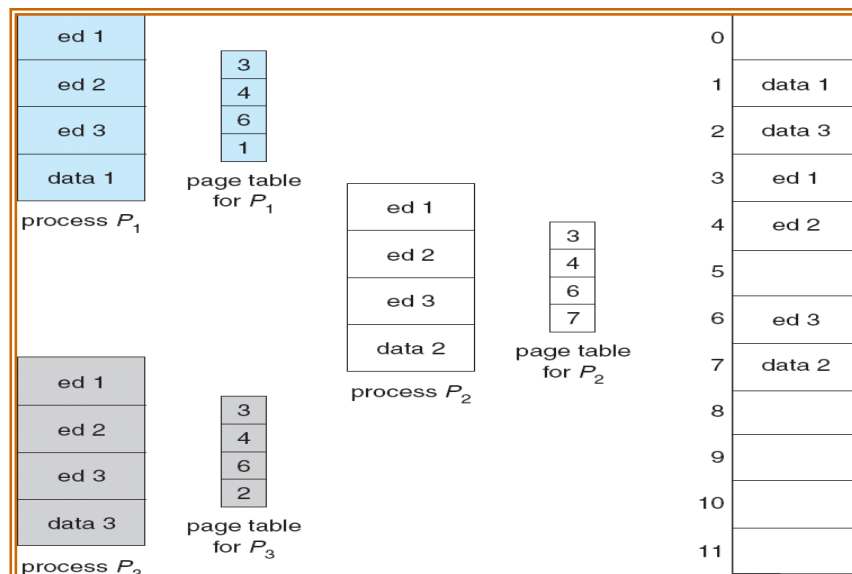 ed 1
ed 2
ed 3
data 1
process P₁
3
4
6
1
page table
for P₁
ed 1
ed 2
ed 3
data 2
process P₂
3
4
6
7
page table
for P₂
ed 1
ed 2
ed 3
data 3
process P₃
3
4
6
2
page table
for P₃
0
1 data 1
2 data 3
3 ed 1
4 ed 2
5
6 ed 3
7 data 2
8
9
10
11